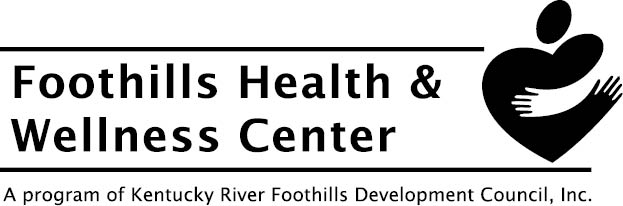 Foothills Health &
Wellness Center
A program of Kentucky River Foothills Development Council, Inc.